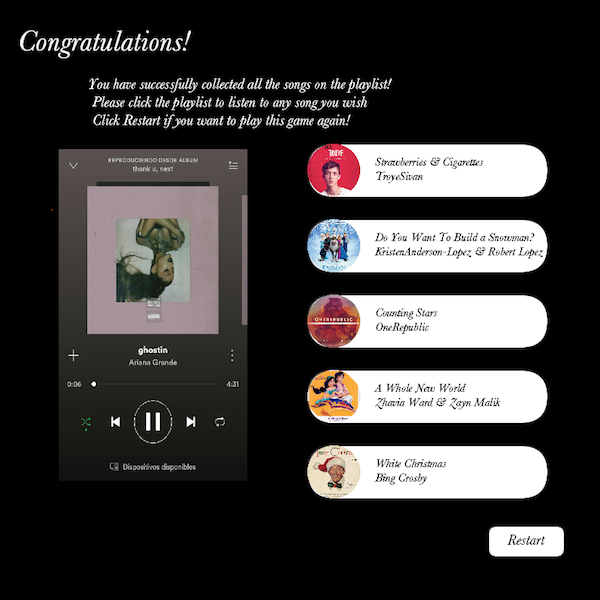 Congratulations!
You have successfully collected all the songs on the playlist!
Please click the playlist to listen to any song you wish
Click Restart if you want to play this game again!
REPRODUCIENDO DESDE ÁLBUM
thank u, next
ghostin
Ariana Grande
0:06
4:31
Dispositivos disponibles
TROYE
Strawberries & Cigarettes
TroyeSivan
FROZEN
Do You Want To Build a Snowman?
KristenAnderson-Lopez & Robert Lopez
ONEREPUBLIC
Counting Stars
OneRepublic
A Whole New World
Zhavia Ward & Zayn Malik
White Christmas
Bing Crosby
Restart